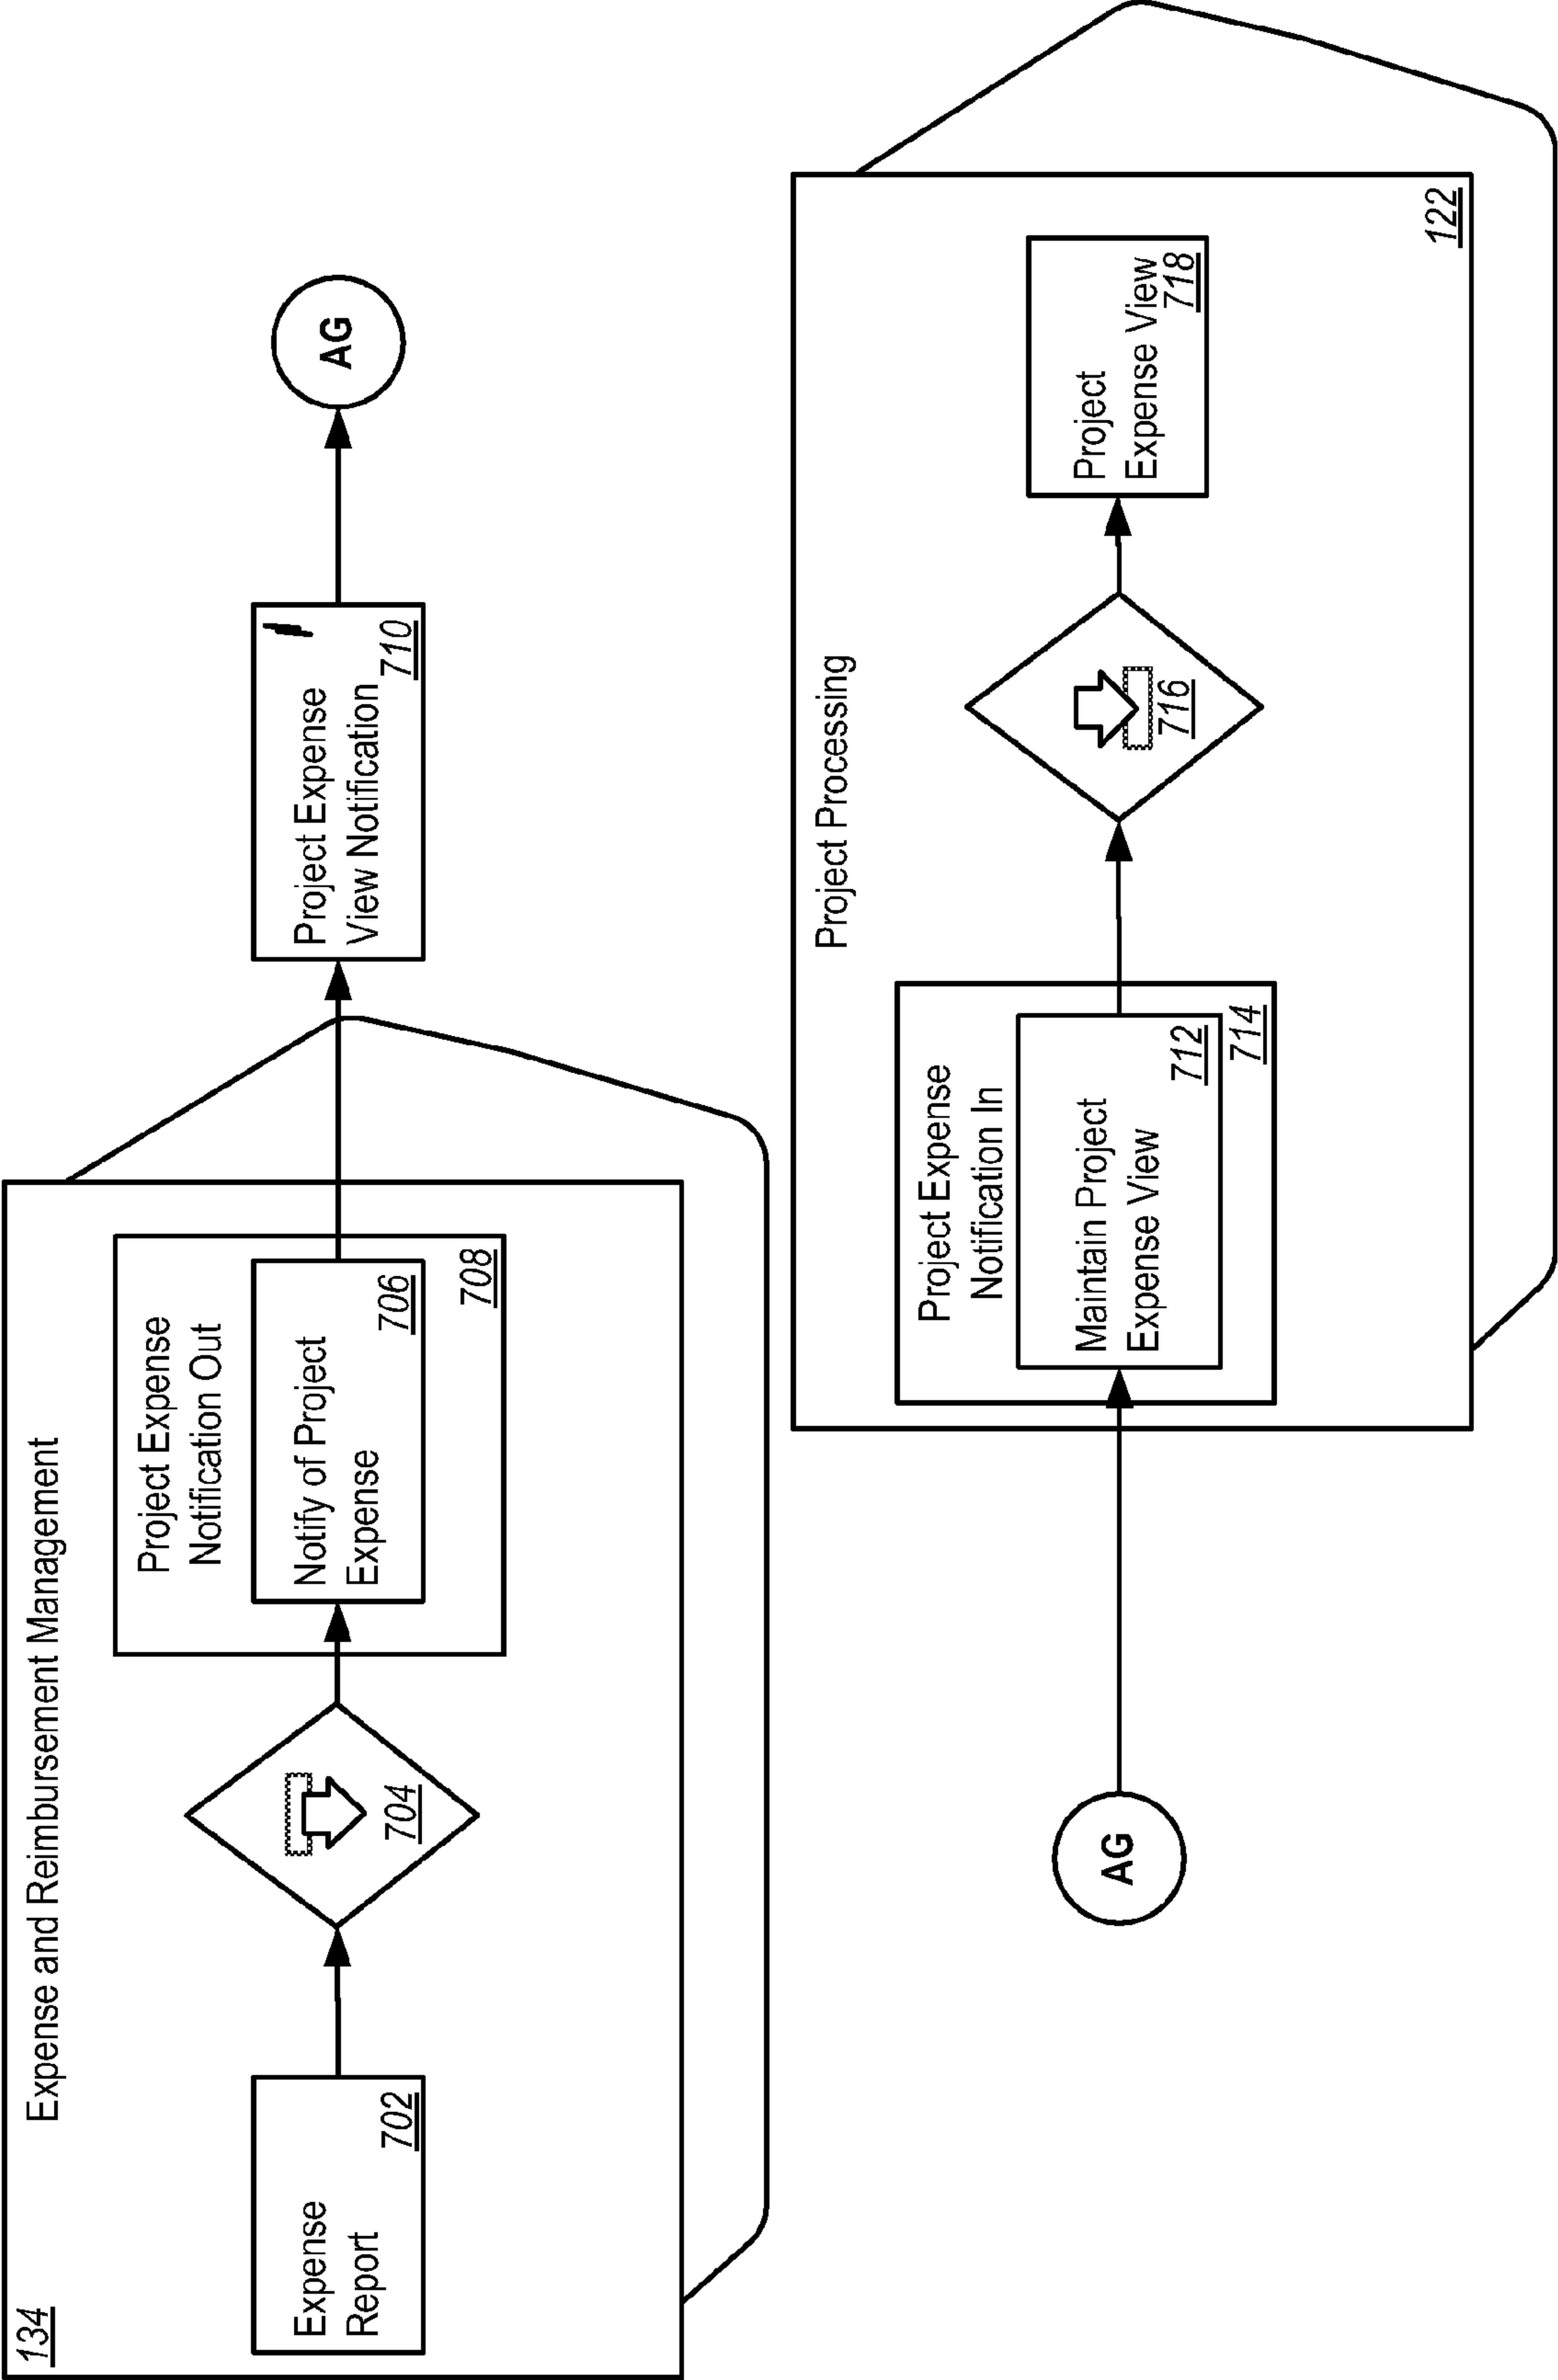 134
Expense and Reimbursement Management
Expense
Report
702
704
Project Expense
Notification Out
Notify of Project
Expense
706
708
Project Expense
View Notification
710
AG
AG
Project Processing
Project Expense
Notification In
Maintain Project
Expense View
712
714
716
Project
Expense View
718
122